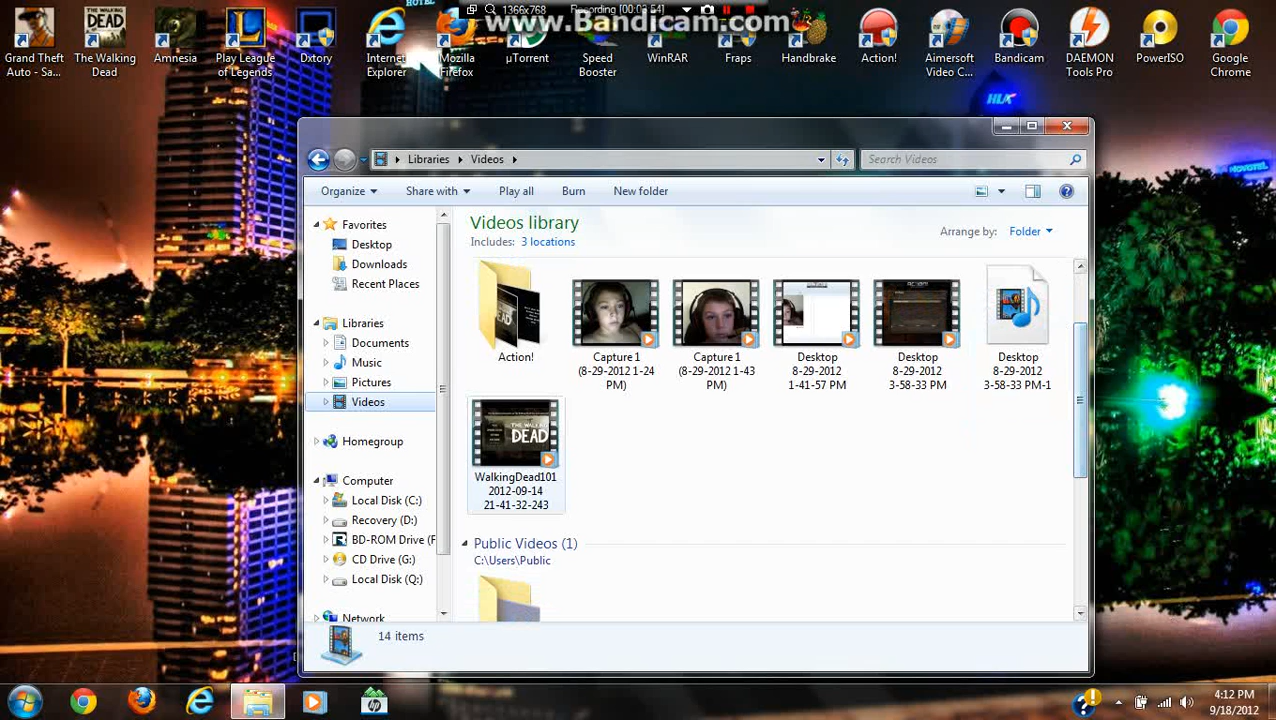 1366x768 Recording [00:03:54]
www.Bandicam.com
Grand Theft Auto - Sa...
The Walking Dead
Amnesia
Play League of Legends
Dxtory
Internet Explorer
Mozilla Firefox
µTorrent
Speed Booster
WinRAR
Fraps
Handbrake
Action!
Aimersoft Video C...
Bandicam
DAEMON Tools Pro
PowerISO
Google Chrome
HLA
NOVOTEL
Libraries Videos
Search Videos
Organize Share with Play all Burn New folder
Favorites
Desktop
Downloads
Recent Places
Libraries
Documents
Music
Pictures
Videos
Homegroup
Computer
Local Disk (C:)
Recovery (D:)
BD-ROM Drive (F
CD Drive (G:)
Local Disk (Q:)
Network
Videos library
Includes: 3 locations
Arrange by: Folder
Action!
Capture 1
(8-29-2012 1-24
PM)
Capture 1
(8-29-2012 1-43
PM)
Desktop
8-29-2012
1-41-57 PM
Desktop
8-29-2012
Desktop
8-29-2012
3-58-33 PM-1
THE WALKING
DEAD
WalkingDead101
2012-09-14
21-41-32-243
Public Videos (1)
C:\Users\Public
14 items
4:12 PM
9/18/2012